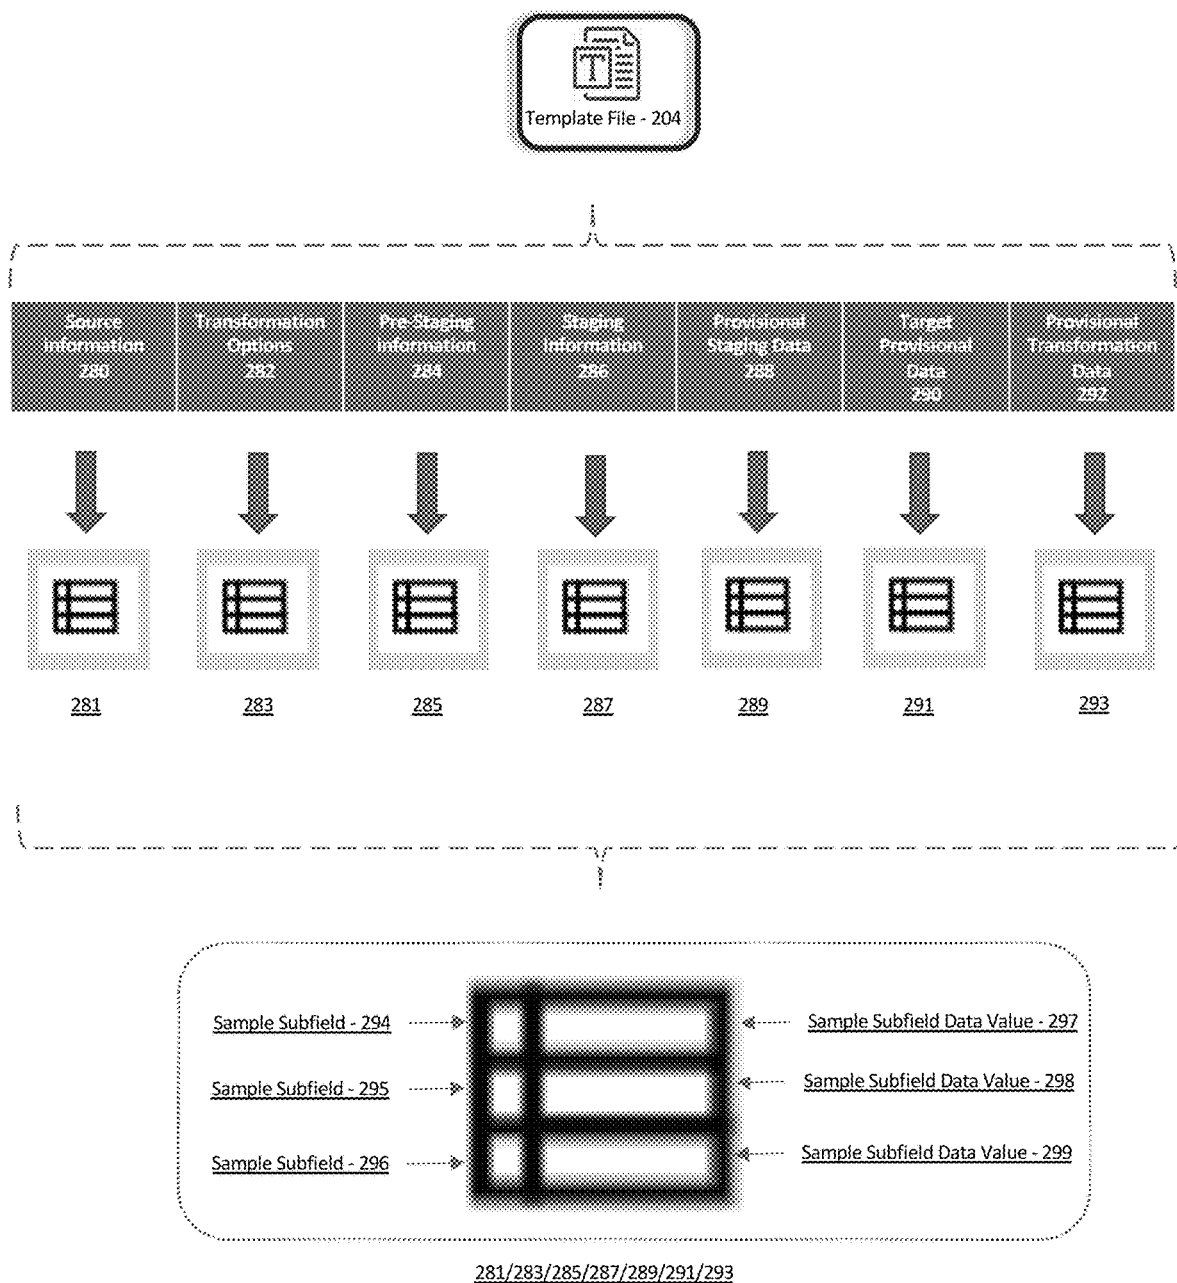 T
Template File - 204
Source
Information
280
Transformation
Options
282
Pre-Staging
Information
284
Staging
Information
286
Provisional
Staging Data
288
Target
Provisional
Data
290
Provisional
Transformation
Data
292
281
283
285
287
289
291
293
Sample Subfield - 294
Sample Subfield Data Value - 297
Sample Subfield - 295
Sample Subfield Data Value - 298
Sample Subfield - 296
Sample Subfield Data Value - 299
281/283/285/287/289/291/293